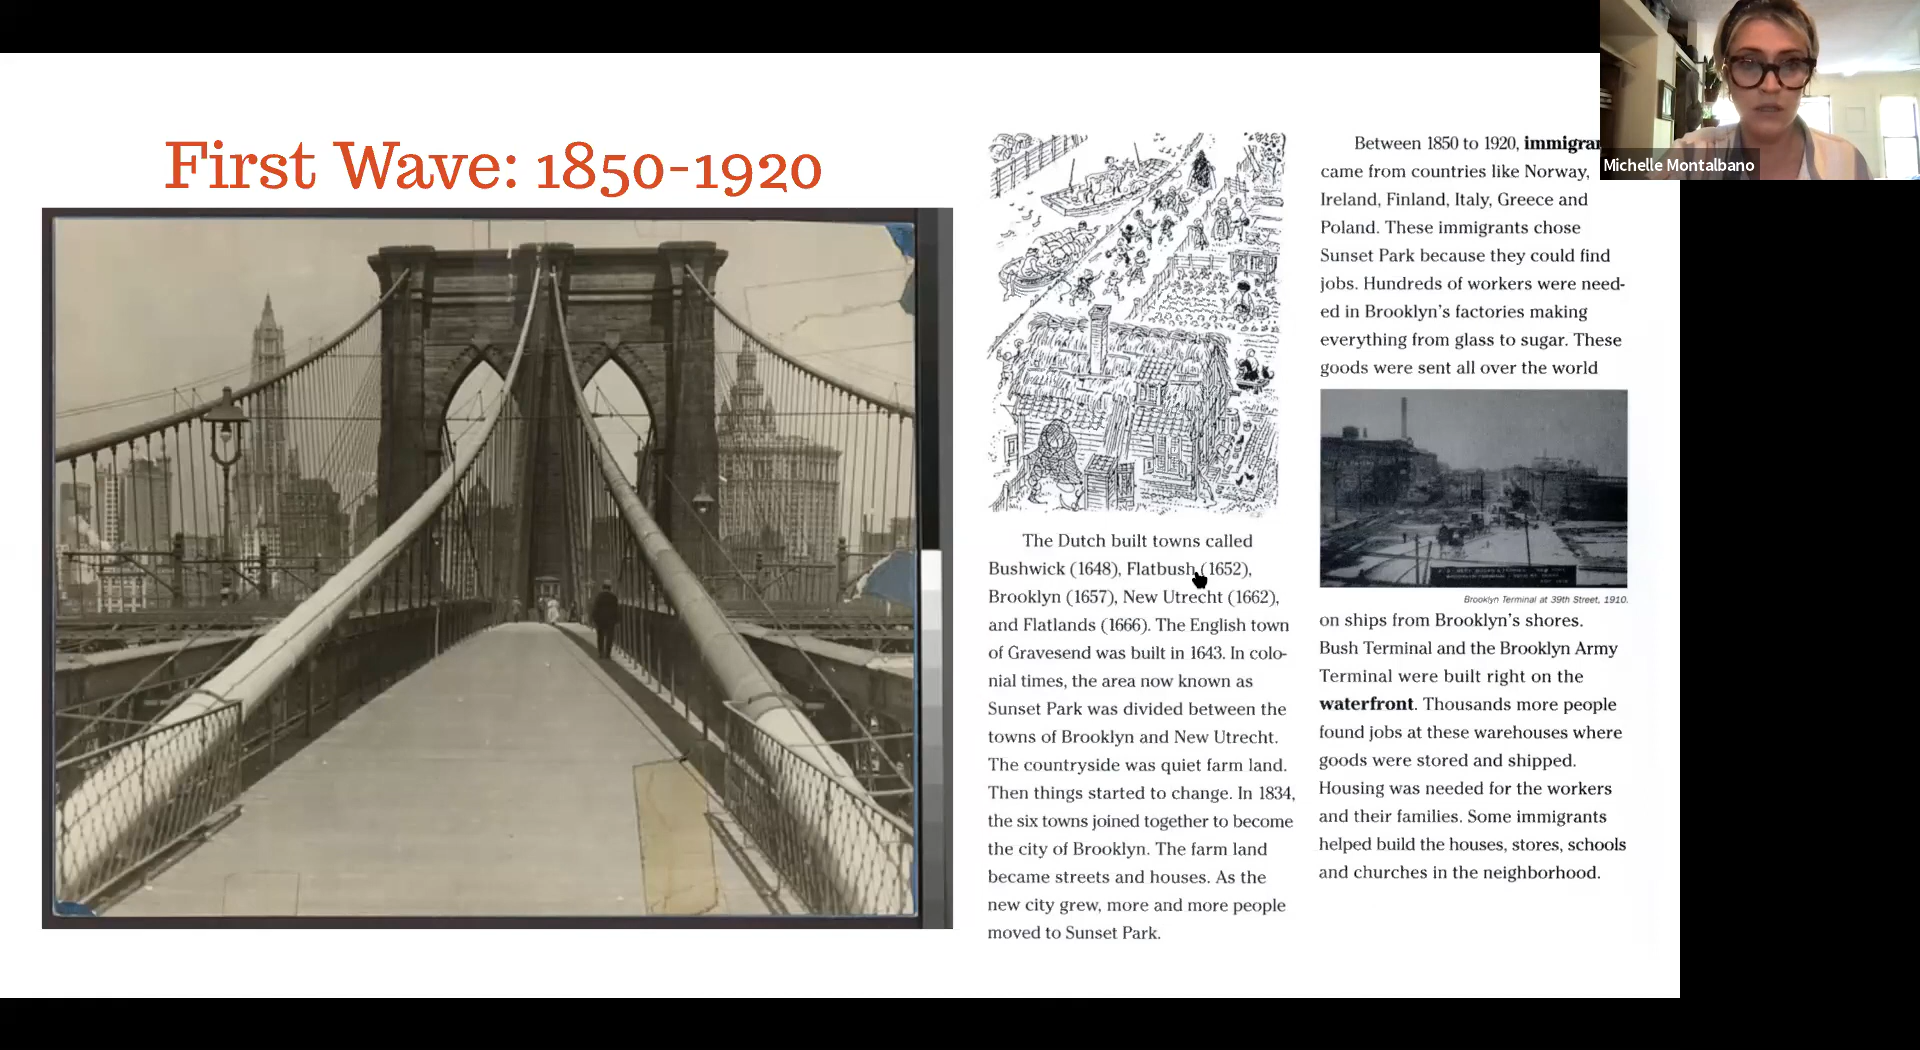 First Wave: 1850-1920
The Dutch built towns called
Bushwick (1648), Flatbush (1652),
Brooklyn (1657), New Utrecht (1662),
and Flatlands (1666). The English town
of Gravesend was built in 1643. In colo-
nial times, the area now known as
Sunset Park was divided between the
towns of Brooklyn and New Utrecht.
The countryside was quiet farm land.
Then things started to change. In 1834,
the six towns joined together to become
the city of Brooklyn. The farm land
became streets and houses. As the
new city grew, more and more people
moved to Sunset Park.
Between 1850 to 1920,
came from countries like Norway,
Ireland, Finland, Italy, Greece and
Poland. These immigrants chose
Sunset Park because they could find
jobs. Hundreds of workers were need-
ed in Brooklyn's factories making
everything from glass to sugar. These
goods were sent all over the world
Brooklyn Terminal at 39th Street, 1910.
on ships from Brooklyn's shores.
Bush Terminal and the Brooklyn Army
Terminal were built right on the
waterfront. Thousands more people
found jobs at these warehouses where
goods were stored and shipped.
Housing was needed for the workers
and their families. Some immigrants
helped build the houses, stores, schools
and churches in the neighborhood.
Michelle Montalbano